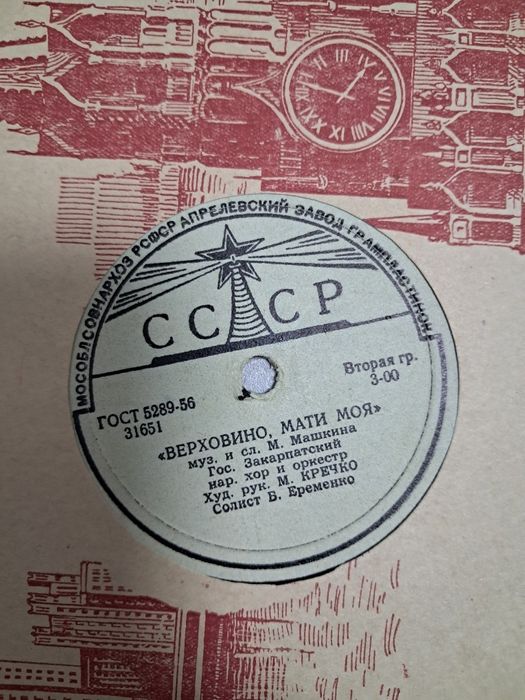 МОСОБЛСОВНАРХОЗ РСФСР АПРЕЛЕВСКИЙ ЗАВОД ГРАМПЛАСТИНОК
СССР
ГОСТ 5289-56
31651
Вторая гр.
3-00
«ВЕРХОВИНО, МАТИ МОЯ»
муз. и сл. М. Машкина
Гос. Закарпатский
нар. хор и оркестр
Худ. рук. М. КРЕЧКО
Солист Б. Еременко